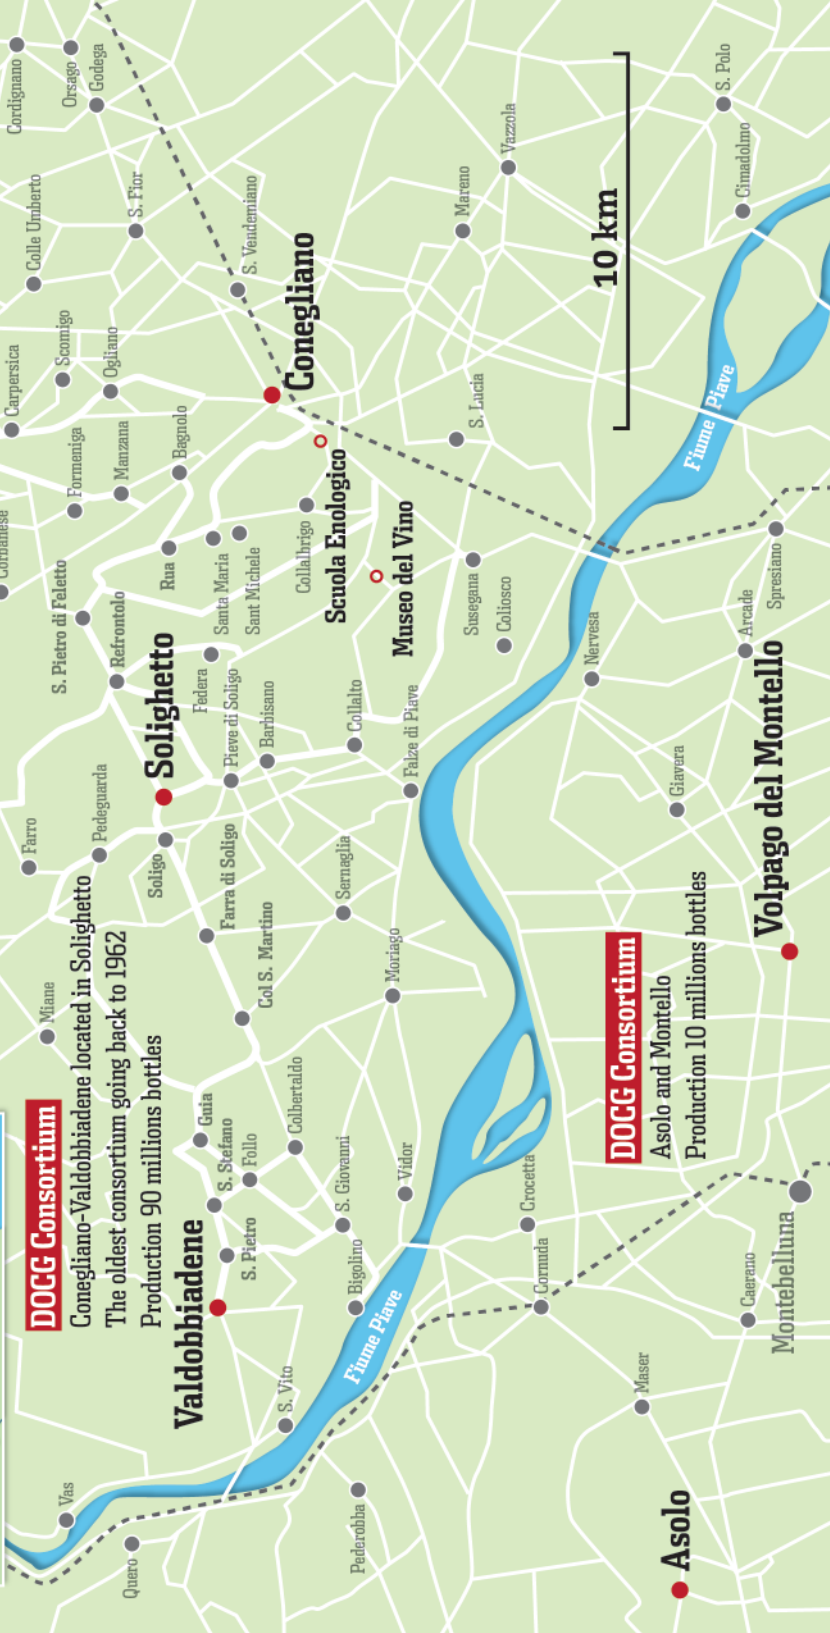 Corbanese
Carpersica
Cordignano
Farro
Colle Umberto
Miane
DOCG Consortium
Conegliano-Valdobbiadene located in Solighetto
The oldest consortium going back to 1962
Production 90 millions bottles
Vas
S. Pietro di Feletto
Formeniga
Scomigo
Orsago
Godega
Pedeguarda
Refrontolo
Manzana
Ogliano
S. Fior
Quero
Soligo
Solighetto
Rua
Bagnolo
Valdobbiadene
Guia
S. Stefano
Follo
S. Pietro
Farra di Soligo
Federa
Pieve di Soligo
Santa Maria
Sant Michele
S. Vendemiano
Col S. Martino
Barbisano
S. Vito
Colbertaldo
Collalbrigo
Conegliano
Scuola Enologico
S. Giovanni
Sernaglia
Collalto
Bigolino
Pederobba
Fiume Piave
Vidor
Moriago
Falze di Piave
Museo del Vino
Susegana
S. Lucia
Mareno
Coliosco
Vazzola
Crocetta
Cornuda
Nervesa
10 km
DOCG Consortium
Asolo and Montello
Production 10 millions bottles
Maser
Giavera
Fiume Piave
S. Polo
Cimadolmo
Asolo
Caerano
Montebelluna
Volpago del Montello
Arcade
Spresiano